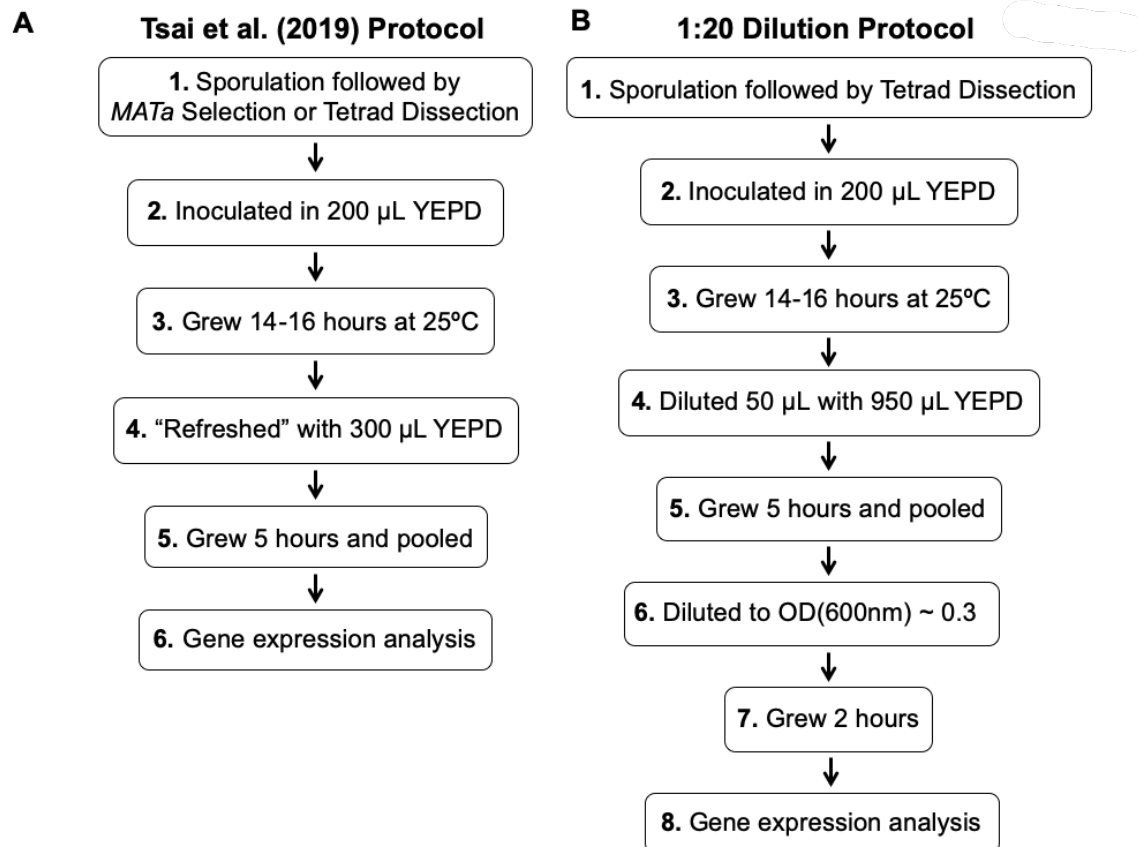 A
Tsai et al. (2019) Protocol
1. Sporulation followed by
MATa Selection or Tetrad Dissection
2. Inoculated in 200 µL YEPD
3. Grew 14-16 hours at 25ºC
4. “Refreshed” with 300 µL YEPD
5. Grew 5 hours and pooled
6. Gene expression analysis
B
1:20 Dilution Protocol
1. Sporulation followed by Tetrad Dissection
2. Inoculated in 200 µL YEPD
3. Grew 14-16 hours at 25ºC
4. Diluted 50 µL with 950 µL YEPD
5. Grew 5 hours and pooled
6. Diluted to OD(600nm) ~ 0.3
7. Grew 2 hours
8. Gene expression analysis